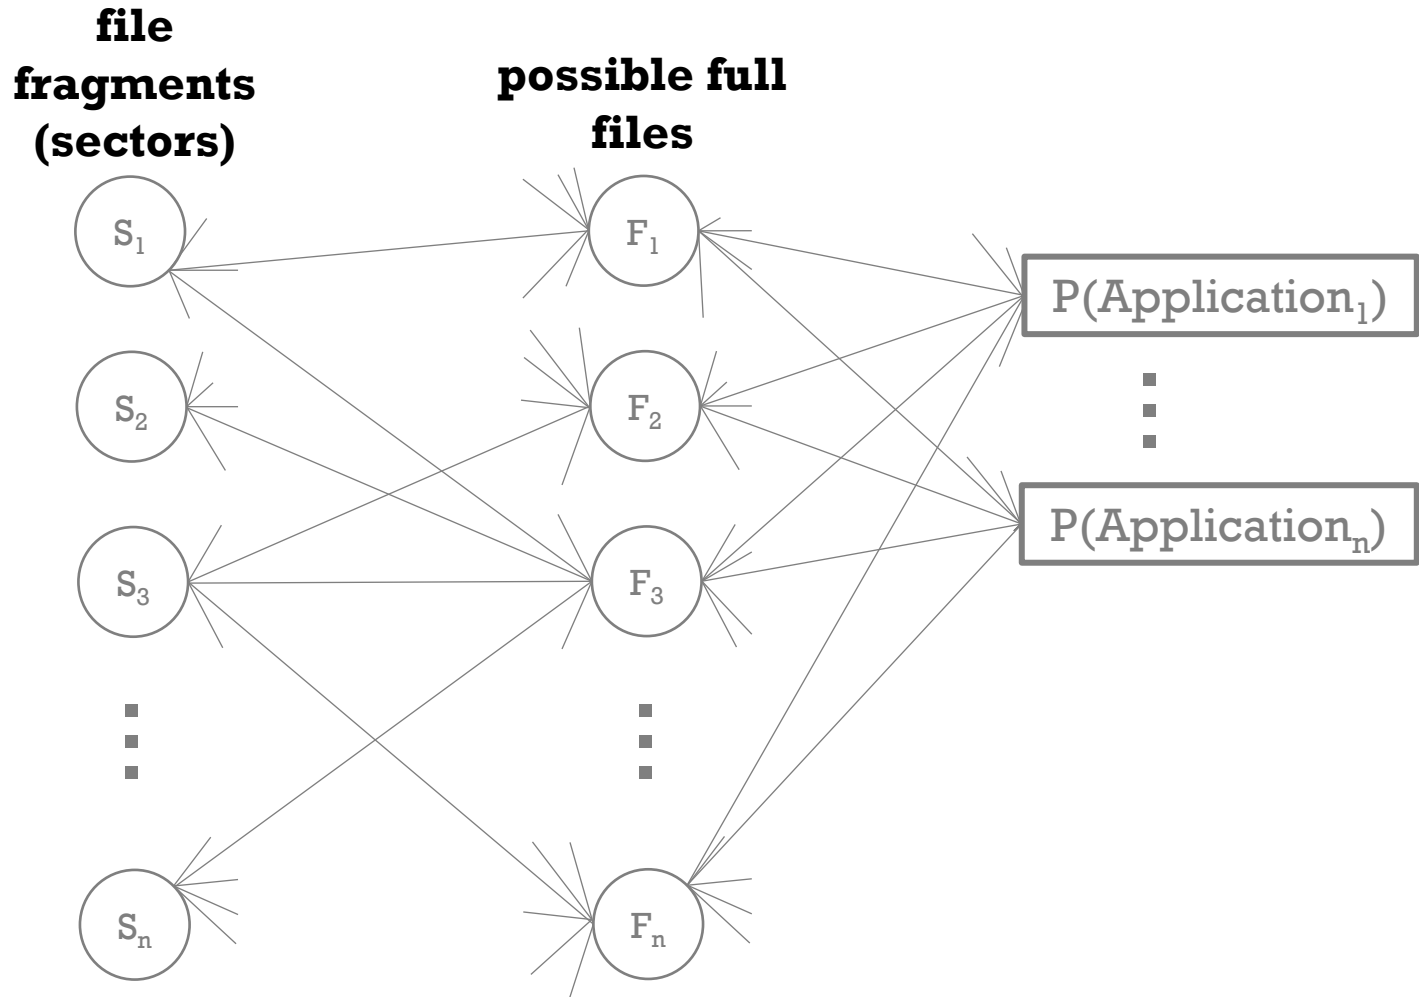 file
fragments
(sectors)
possible full
files
S₁
F₁
P(Application₁)
S₂
F₂
P(Applicationₙ)
S₃
F₃
Sₙ
Fₙ